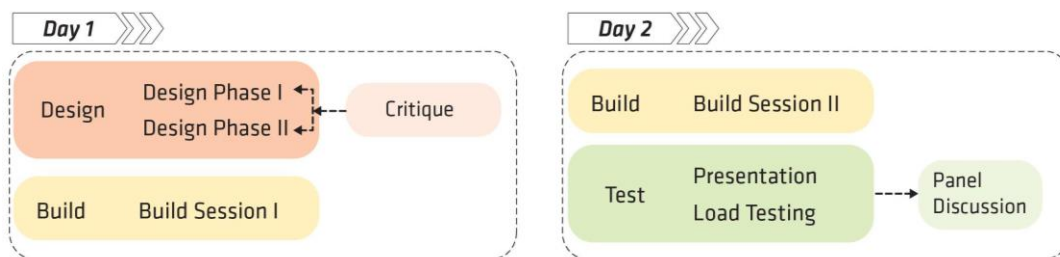 Day 1
Design
Design Phase I
Design Phase II
Critique
Build
Build Session I
Day 2
Build
Build Session II
Test
Presentation
Load Testing
Panel
Discussion